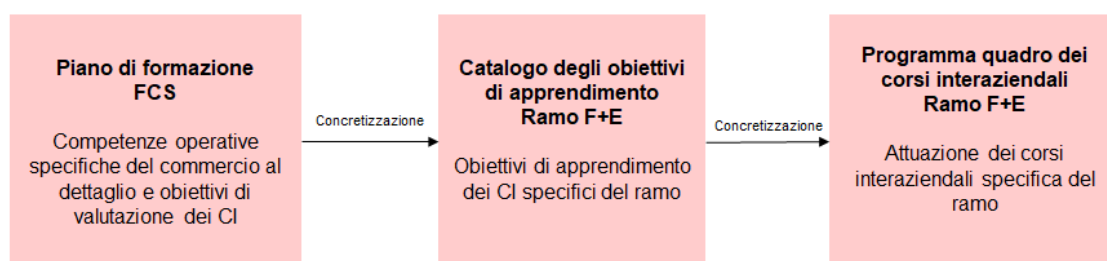 Piano di formazione
FCS
Competenze operative
specifiche del commercio al
dettaglio e obiettivi di
valutazione dei CI
Concretizzazione
Catalogo degli obiettivi
di apprendimento
Ramo F+E
Obiettivi di apprendimento
dei CI specifici del ramo
Concretizzazione
Programma quadro dei
corsi interaziendali
Ramo F+E
Attuazione dei corsi
interaziendali specifica del
ramo